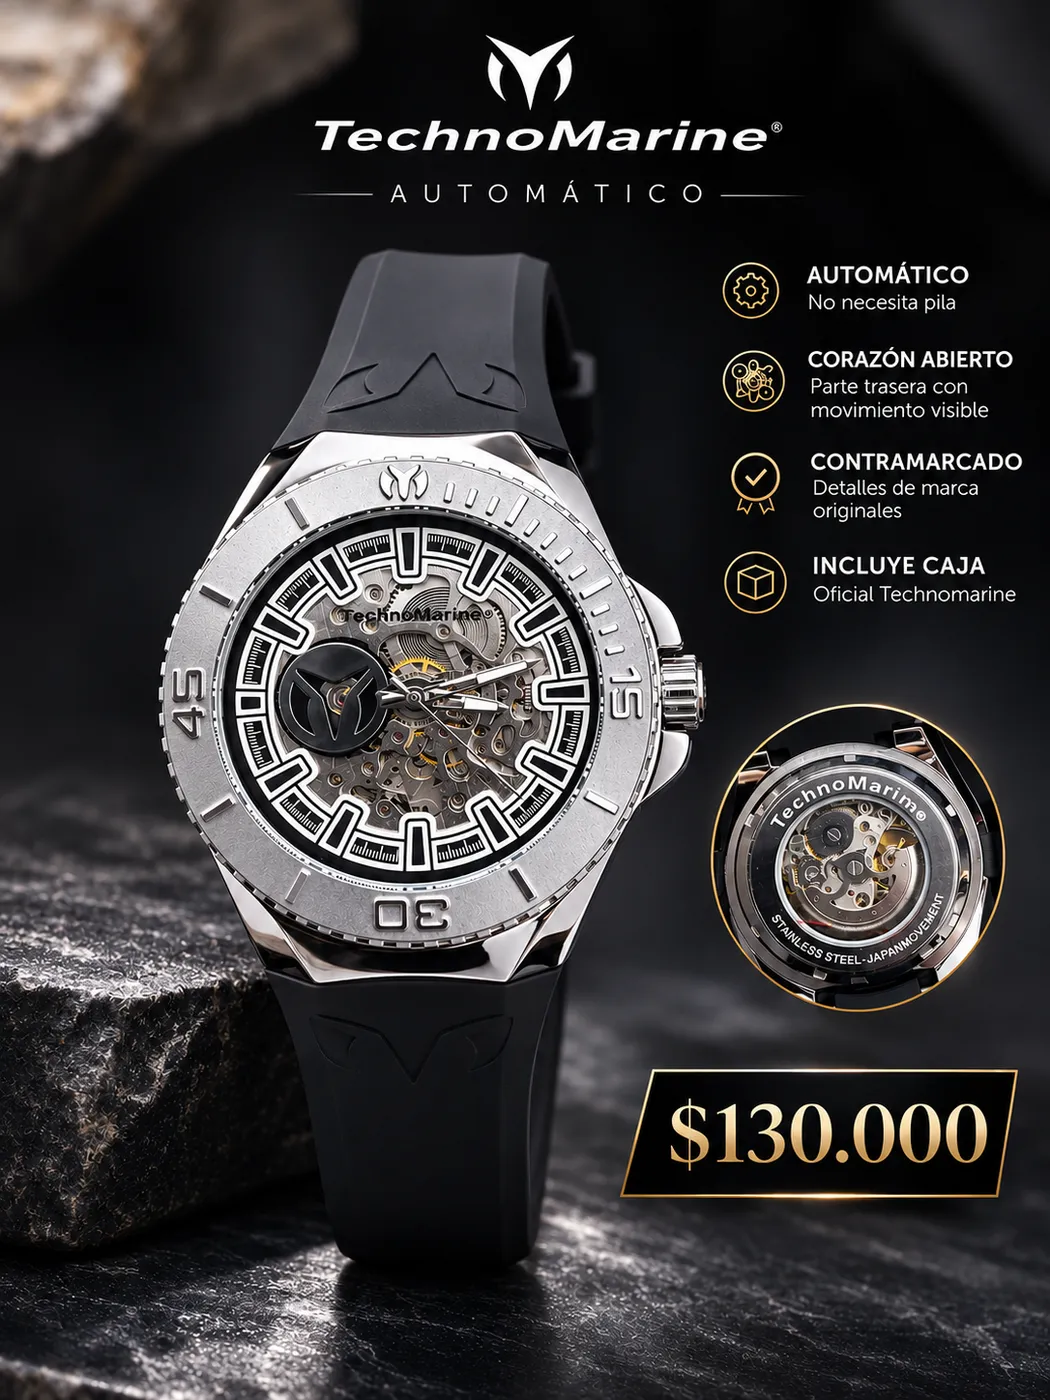 TechnoMarine®
AUTOMÁTICO
AUTOMÁTICO
No necesita pila
CORAZÓN ABIERTO
Parte trasera con
movimiento visible
CONTRAMARCADO
Detalles de marca
originales
INCLUYE CAJA
Oficial Technomarine
TechnoMarine®
45
15
30
TechnoMarine®
STAINLESS STEEL-JAPANMOVEMENT
$130.000